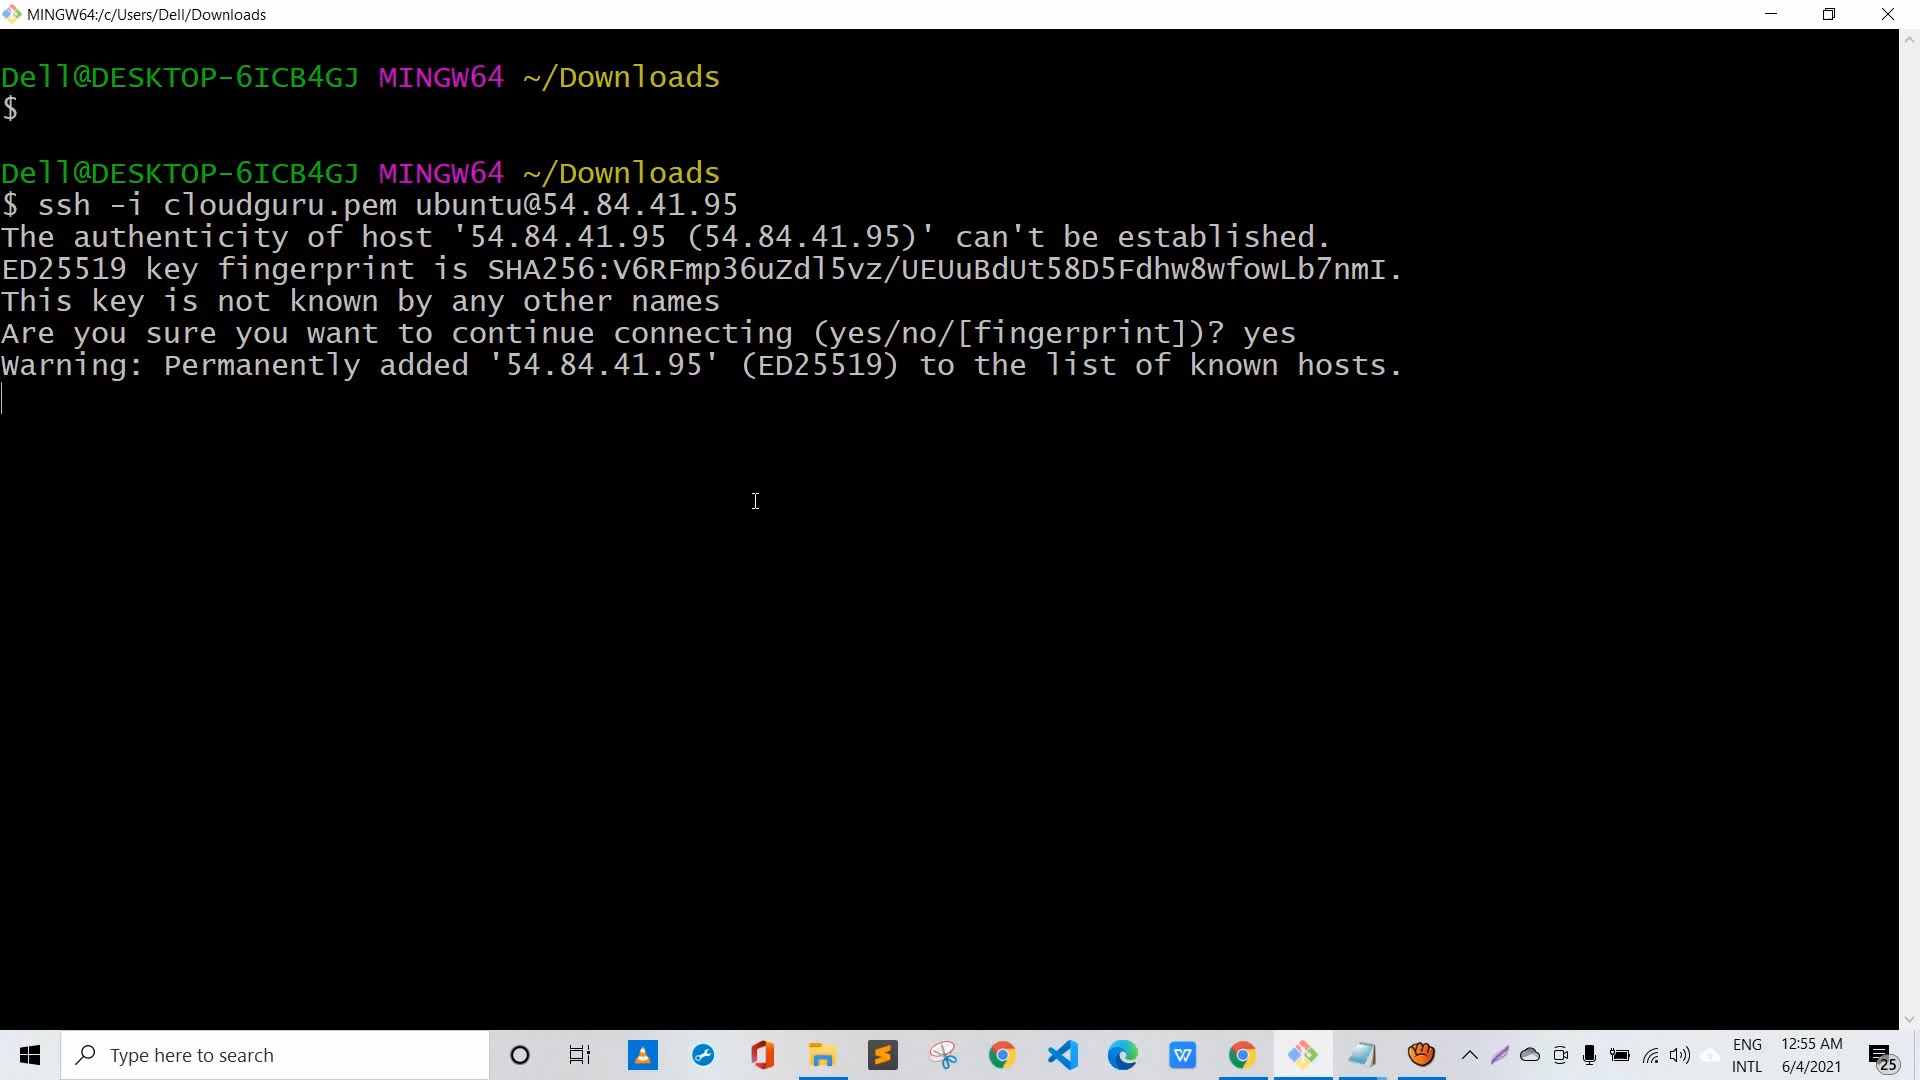 MINGW64:/c/Users/Dell/Downloads
Dell@DESKTOP-6ICB4GJ MINGW64 ~/Downloads
$
Dell@DESKTOP-6ICB4GJ MINGW64 ~/Downloads
$ ssh -i cloudguru.pem ubuntu@54.84.41.95
The authenticity of host '54.84.41.95 (54.84.41.95)' can't be established.
ED25519 key fingerprint is SHA256:V6RFmp36uZdl5vz/UEUuBdUt58D5Fdhw8wfowLb7nmI.
This key is not known by any other names
Are you sure you want to continue connecting (yes/no/[fingerprint])? yes
Warning: Permanently added '54.84.41.95' (ED25519) to the list of known hosts.
Type here to search
ENG
INTL
12:55 AM
6/4/2021
25